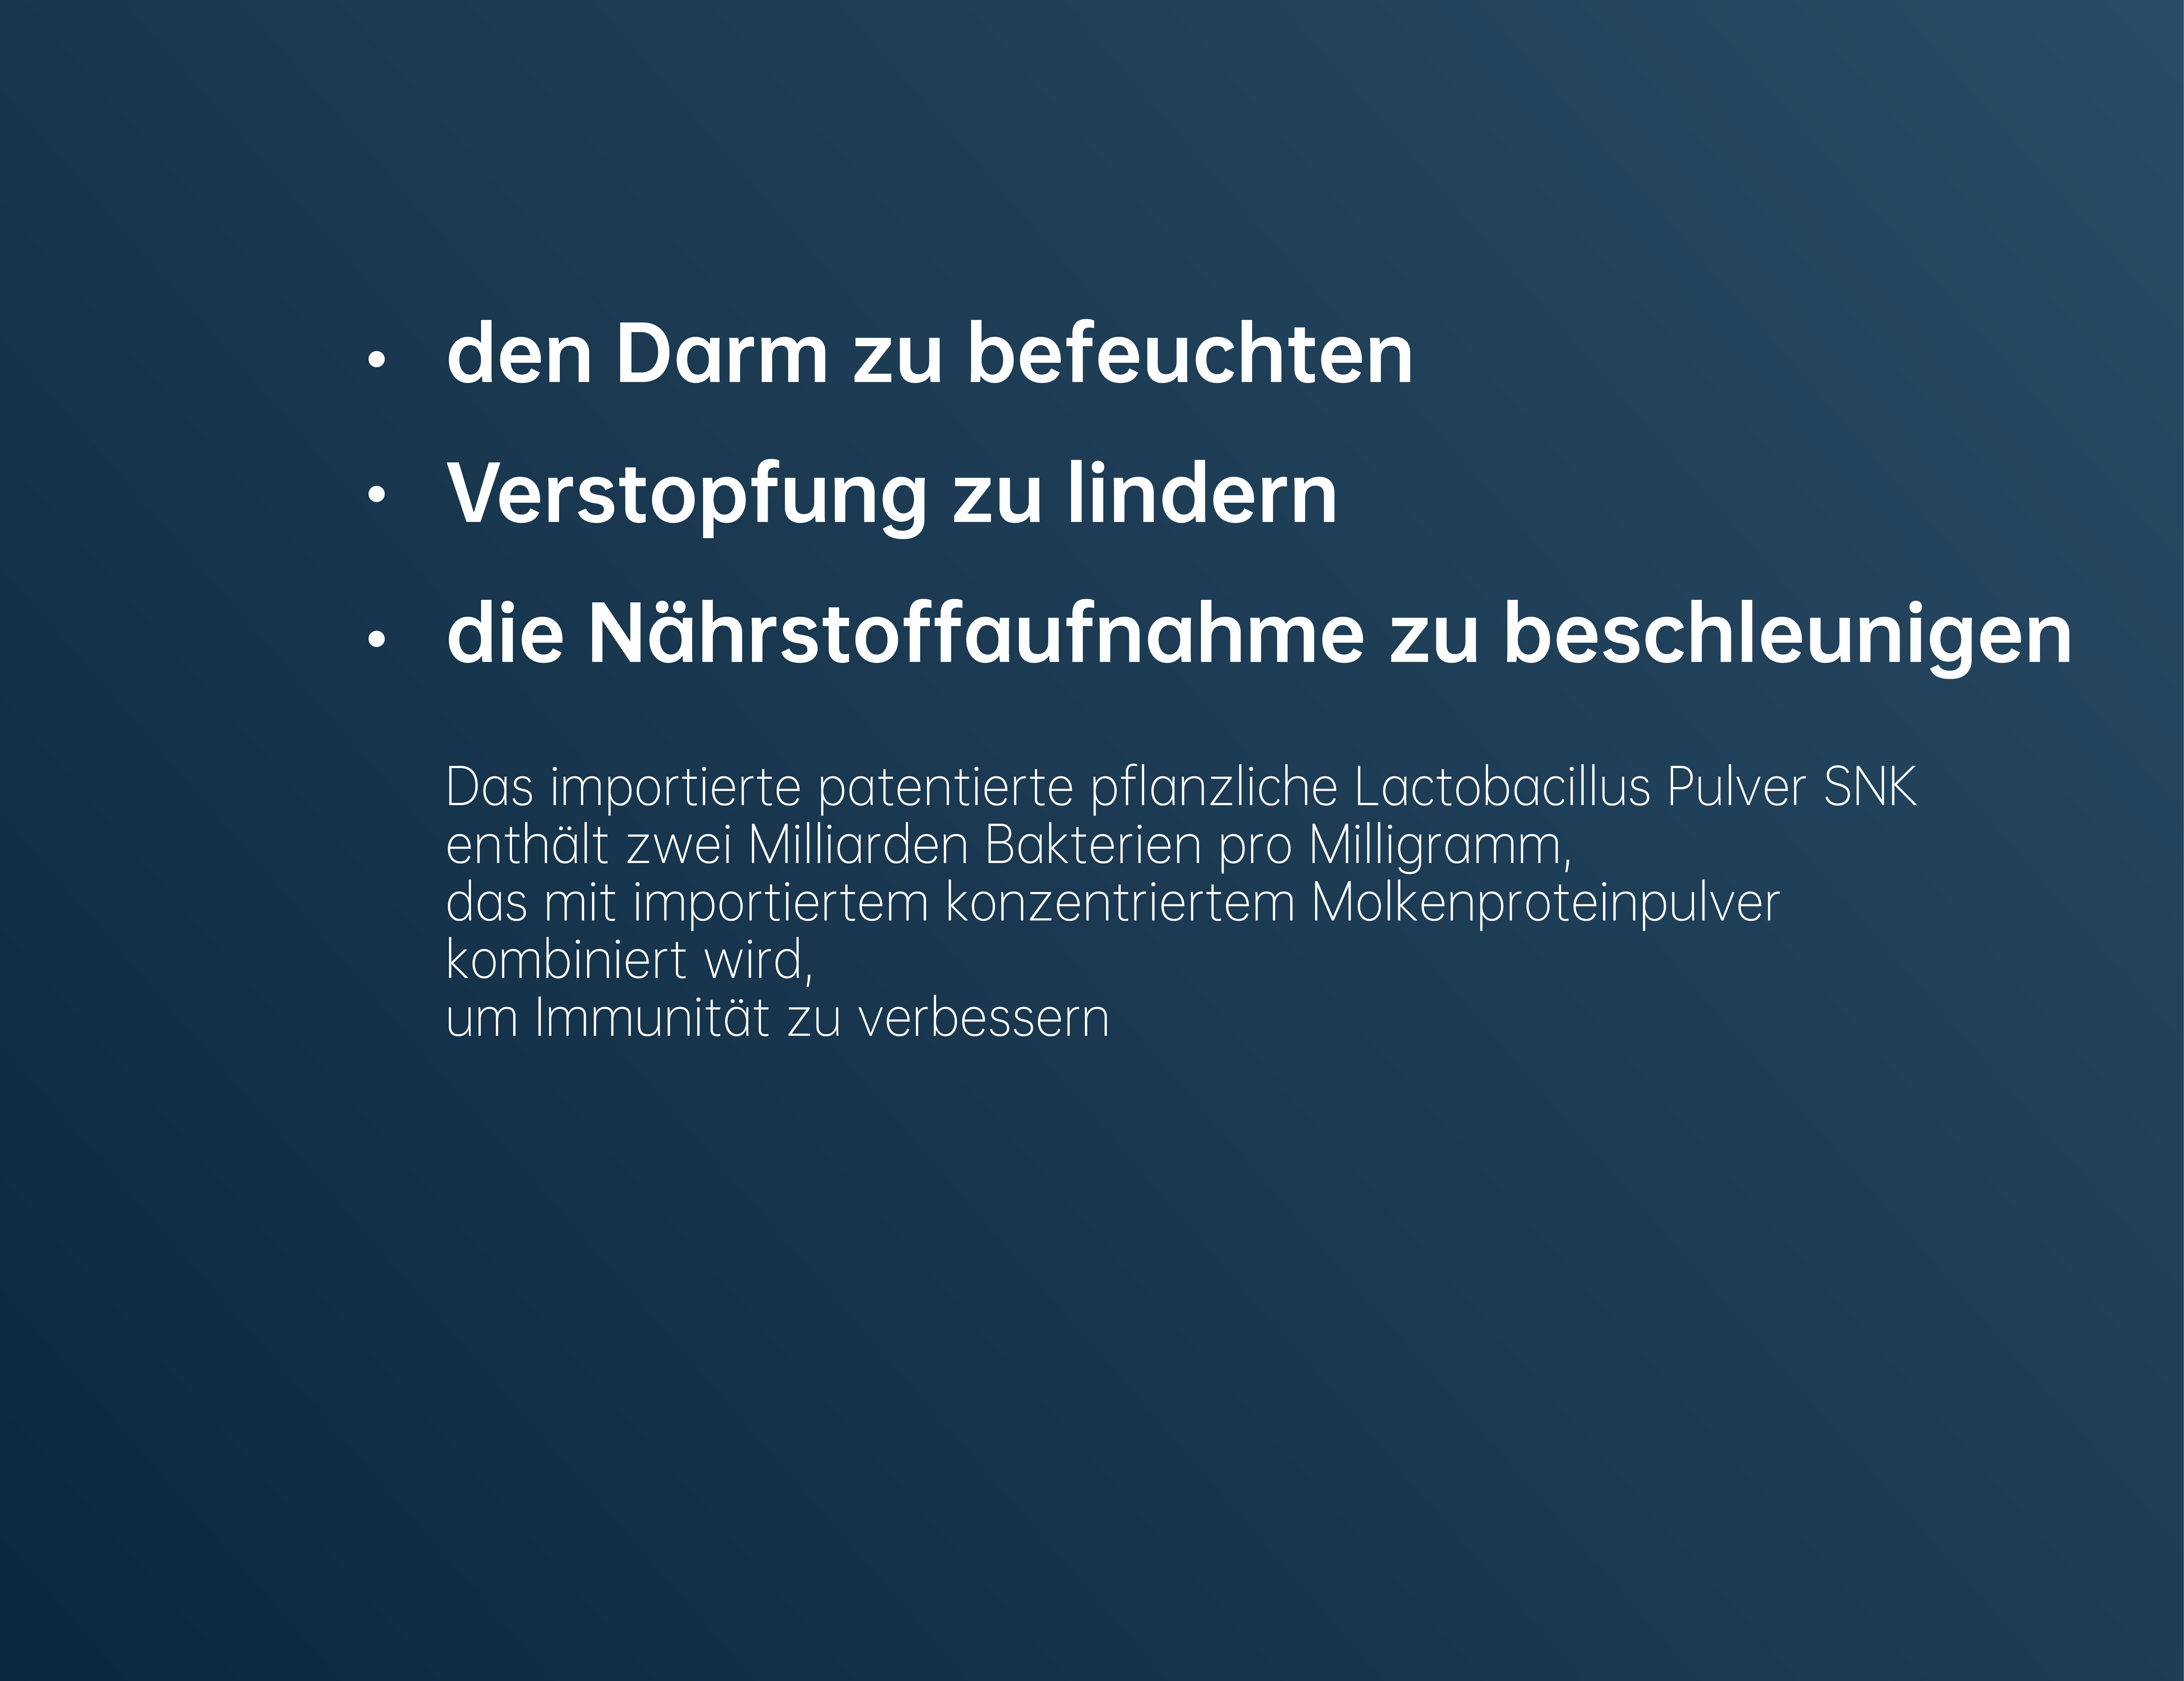 • den Darm zu befeuchten
• Verstopfung zu lindern
• die Nährstoffaufnahme zu beschleunigen
Das importierte patentierte pflanzliche Lactobacillus Pulver SNK
enthält zwei Milliarden Bakterien pro Milligramm,
das mit importiertem konzentriertem Molkenproteinpulver
kombiniert wird,
um Immunität zu verbessern